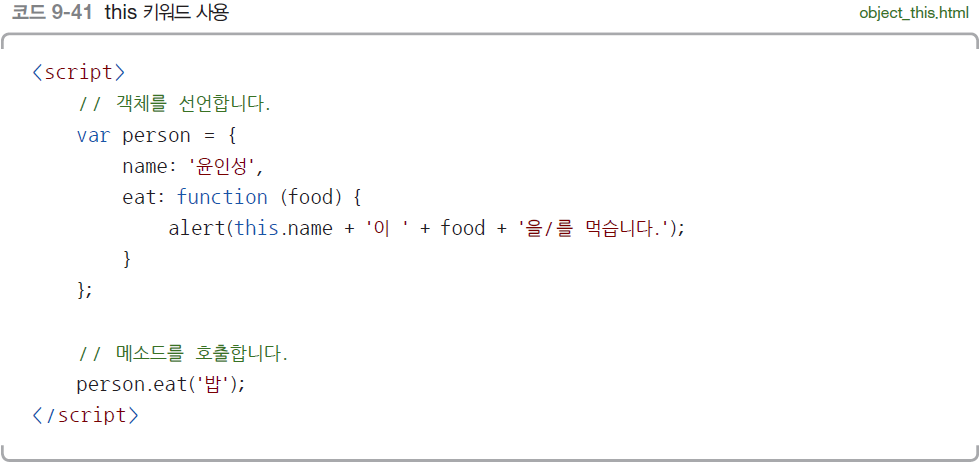 코드 9-41 this 키워드 사용
object_this.html
<script>
// 객체를 선언합니다.
var person = {
name: '윤인성',
eat: function (food) {
alert(this.name + '이 ' + food + '을/를 먹습니다.');
}
};
// 메소드를 호출합니다.
person.eat('밥');
</script>